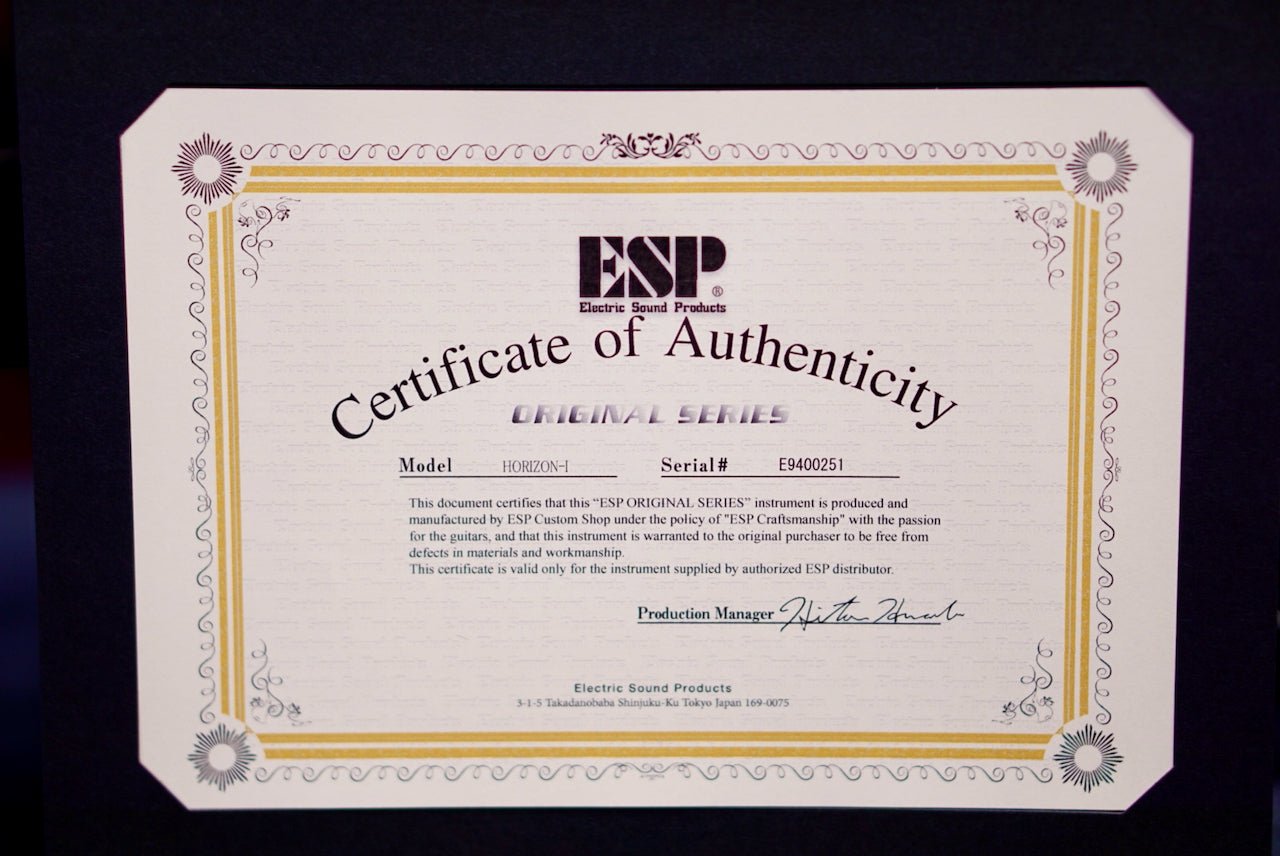 ESP®
Electric Sound Products
Certificate of Authenticity
ORIGINAL SERIES
Model HORIZON-I Serial# E9400251
This document certifies that this “ESP ORIGINAL SERIES” instrument is produced and
manufactured by ESP Custom Shop under the policy of "ESP Craftsmanship" with the passion
for the guitars, and that this instrument is warranted to the original purchaser to be free from
defects in materials and workmanship.
This certificate is valid only for the instrument supplied by authorized ESP distributor.
Production Manager
Electric Sound Products
3-1-5 Takadanobaba Shinjuku-Ku Tokyo Japan 169-0075